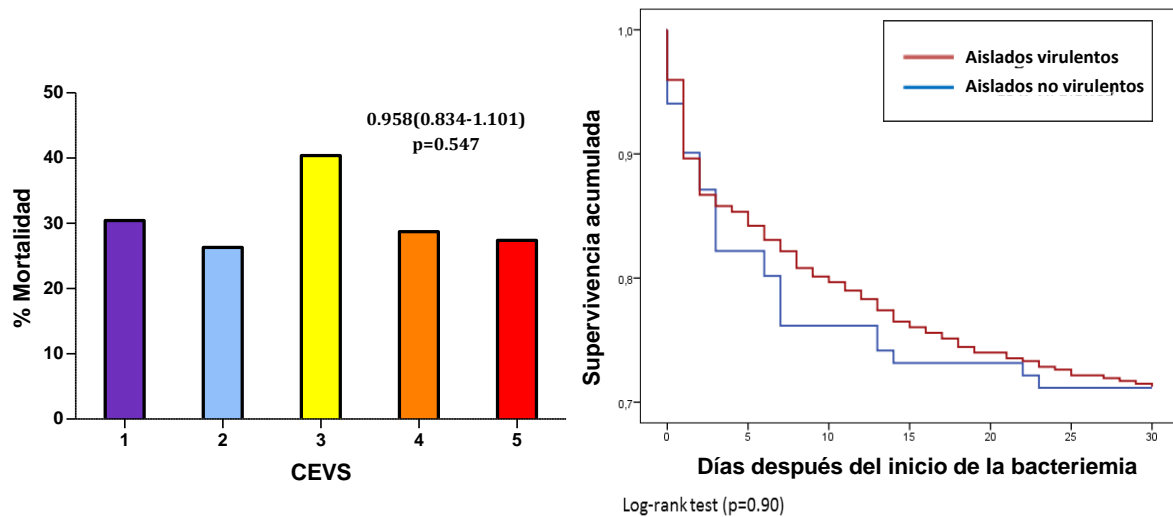 50
40
30
20
10
0
% Mortalidad
0.958(0.834-1.101)
p=0.547
1 2 3 4 5
CEVS
1,0
0,9
0,8
0,7
Supervivencia acumulada
Aislados virulentos
Aislados no virulentos
0 5 10 15 20 25 30
Días después del inicio de la bacteriemia
Log-rank test (p=0.90)